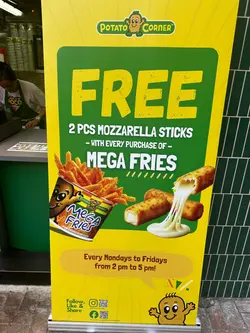 POTATO CORNER
FREE
2 PCS MOZZARELLA STICKS
- WITH EVERY PURCHASE OF -
MEGA FRIES
MEGA
FRIES
Every Mondays to Fridays
from 2 pm to 5 pm!
Follow,
Like &
Share